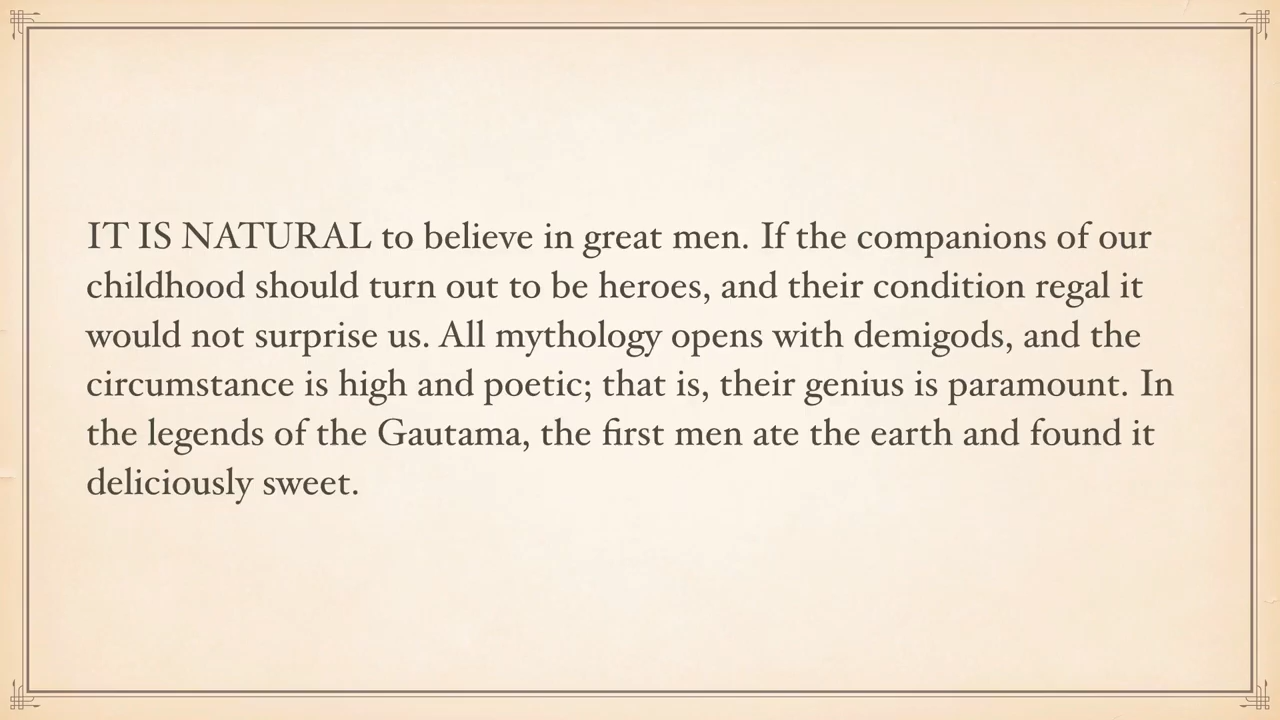 IT IS NATURAL to believe in great men. If the companions of our
childhood should turn out to be heroes, and their condition regal it
would not surprise us. All mythology opens with demigods, and the
circumstance is high and poetic; that is, their genius is paramount. In
the legends of the Gautama, the first men ate the earth and found it
deliciously sweet.